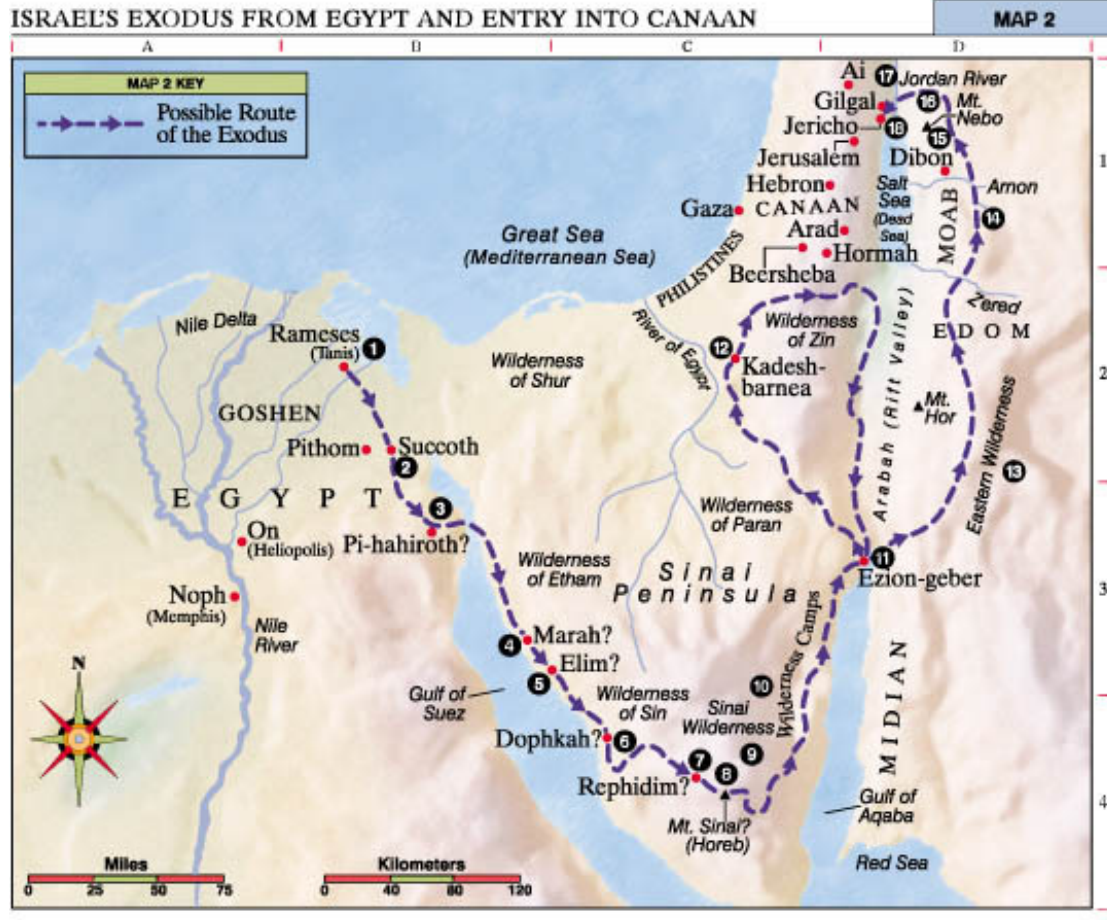 ISRAEL'S EXODUS FROM EGYPT AND ENTRY INTO CANAAN
MAP 2
A
B
C
D
MAP 2 KEY
Possible Route
of the Exodus
Ai
17
Jordan River
Gilgal
16
Mt.
Nebo
Jericho
18
15
1
Jerusalem
Dibon
Hebron
Salt
Sea
(Dead
Sea)
Arnon
Gaza
CANAAN
MOAB
14
Arad
Great Sea
(Mediterranean Sea)
Hormah
PHILISTINES
Beersheba
Zered
Nile Delta
Rameses
(Tanis)
1
River of Egypt
Wilderness
of Zin
EDOM
12
Wilderness
of Shur
Kadesh-
barnea
2
Arabah (Rift Valley)
Mt.
Hor
GOSHEN
Eastern Wilderness
Pithom
Succoth
2
13
EGYPT
3
Wilderness
of Paran
On
(Heliopolis)
Pi-hahiroth?
Wilderness
of Etham
Sinai
Peninsula
11
Ezion-geber
3
Noph
(Memphis)
Nile
River
4
Marah?
Wilderness Camps
N
Elim?
5
10
Gulf of
Suez
Wilderness
of Sin
Sinai
Wilderness
MIDIAN
Dophkah?
6
7
8
9
Rephidim?
4
Mt. Sinai?
(Horeb)
Gulf of
Aqaba
Red Sea
Miles
0 25 50 75
Kilometers
0 40 80 120